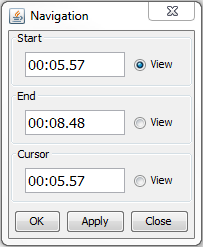 Navigation
Start
00:05.57 View
End
00:08.48 View
Cursor
00:05.57 View
OK Apply Close